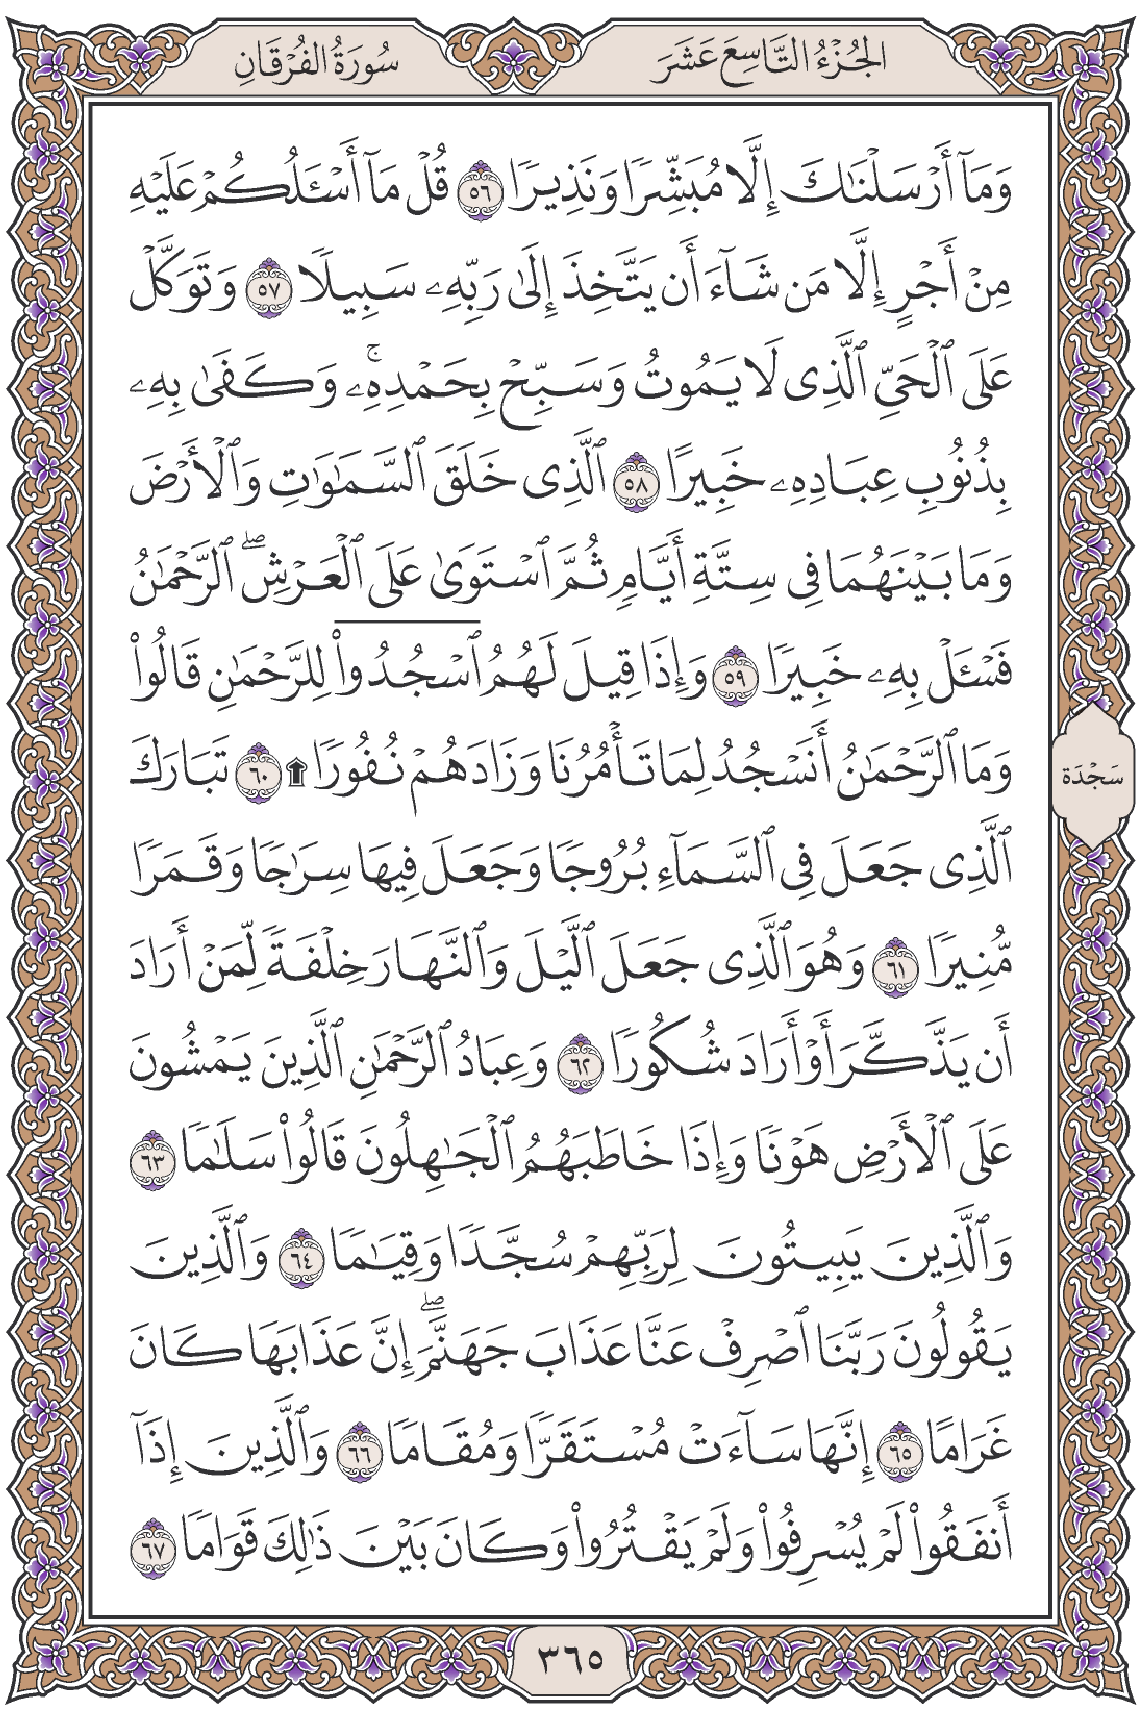 الجُزْءُ التَّاسِعَ عَشَرَ
سُورَةُ الفُرْقَانِ
وَمَآ أَرْسَلْنَٰكَ إِلَّا مُبَشِّرًا وَنَذِيرًا ٥٦ قُلْ مَآ أَسْـَٔلُكُمْ عَلَيْهِ
مِنْ أَجْرٍ إِلَّا مَن شَآءَ أَن يَتَّخِذَ إِلَىٰ رَبِّهِۦ سَبِيلًا ٥٧ وَتَوَكَّلْ
عَلَى ٱلْحَىِّ ٱلَّذِى لَا يَمُوتُ وَسَبِّحْ بِحَمْدِهِۦ ۚ وَكَفَىٰ بِهِۦ
بِذُنُوبِ عِبَادِهِۦ خَبِيرًا ٥٨ ٱلَّذِى خَلَقَ ٱلسَّمَٰوَٰتِ وَٱلْأَرْضَ
وَمَا بَيْنَهُمَا فِى سِتَّةِ أَيَّامٍ ثُمَّ ٱسْتَوَىٰ عَلَى ٱلْعَرْشِ ۖ ٱلرَّحْمَٰنُ
فَسْـَٔلْ بِهِۦ خَبِيرًا ٥٩ وَإِذَا قِيلَ لَهُمُ ٱسْجُدُوا۟ لِلرَّحْمَٰنِ قَالُوا۟
وَمَا ٱلرَّحْمَٰنُ أَنَسْجُدُ لِمَا تَأْمُرُنَا وَزَادَهُمْ نُفُورًا ۩ ٦٠ تَبَارَكَ
سَجْدَة
ٱلَّذِى جَعَلَ فِى ٱلسَّمَآءِ بُرُوجًا وَجَعَلَ فِيهَا سِرَٰجًا وَقَمَرًا
مُّنِيرًا ٦١ وَهُوَ ٱلَّذِى جَعَلَ ٱلَّيْلَ وَٱلنَّهَارَ خِلْفَةً لِّمَنْ أَرَادَ
أَن يَذَّكَّرَ أَوْ أَرَادَ شُكُورًا ٦٢ وَعِبَادُ ٱلرَّحْمَٰنِ ٱلَّذِينَ يَمْشُونَ
عَلَى ٱلْأَرْضِ هَوْنًا وَإِذَا خَاطَبَهُمُ ٱلْجَٰهِلُونَ قَالُوا۟ سَلَٰمًا ٦٣
وَٱلَّذِينَ يَبِيتُونَ لِرَبِّهِمْ سُجَّدًا وَقِيَٰمًا ٦٤ وَٱلَّذِينَ
يَقُولُونَ رَبَّنَا ٱصْرِفْ عَنَّا عَذَابَ جَهَنَّمَ ۖ إِنَّ عَذَابَهَا كَانَ
غَرَامًا ٦٥ إِنَّهَا سَآءَتْ مُسْتَقَرًّا وَمُقَامًا ٦٦ وَٱلَّذِينَ إِذَآ
أَنفَقُوا۟ لَمْ يُسْرِفُوا۟ وَلَمْ يَقْتُرُوا۟ وَكَانَ بَيْنَ ذَٰلِكَ قَوَامًا ٦٧
٣٦٥